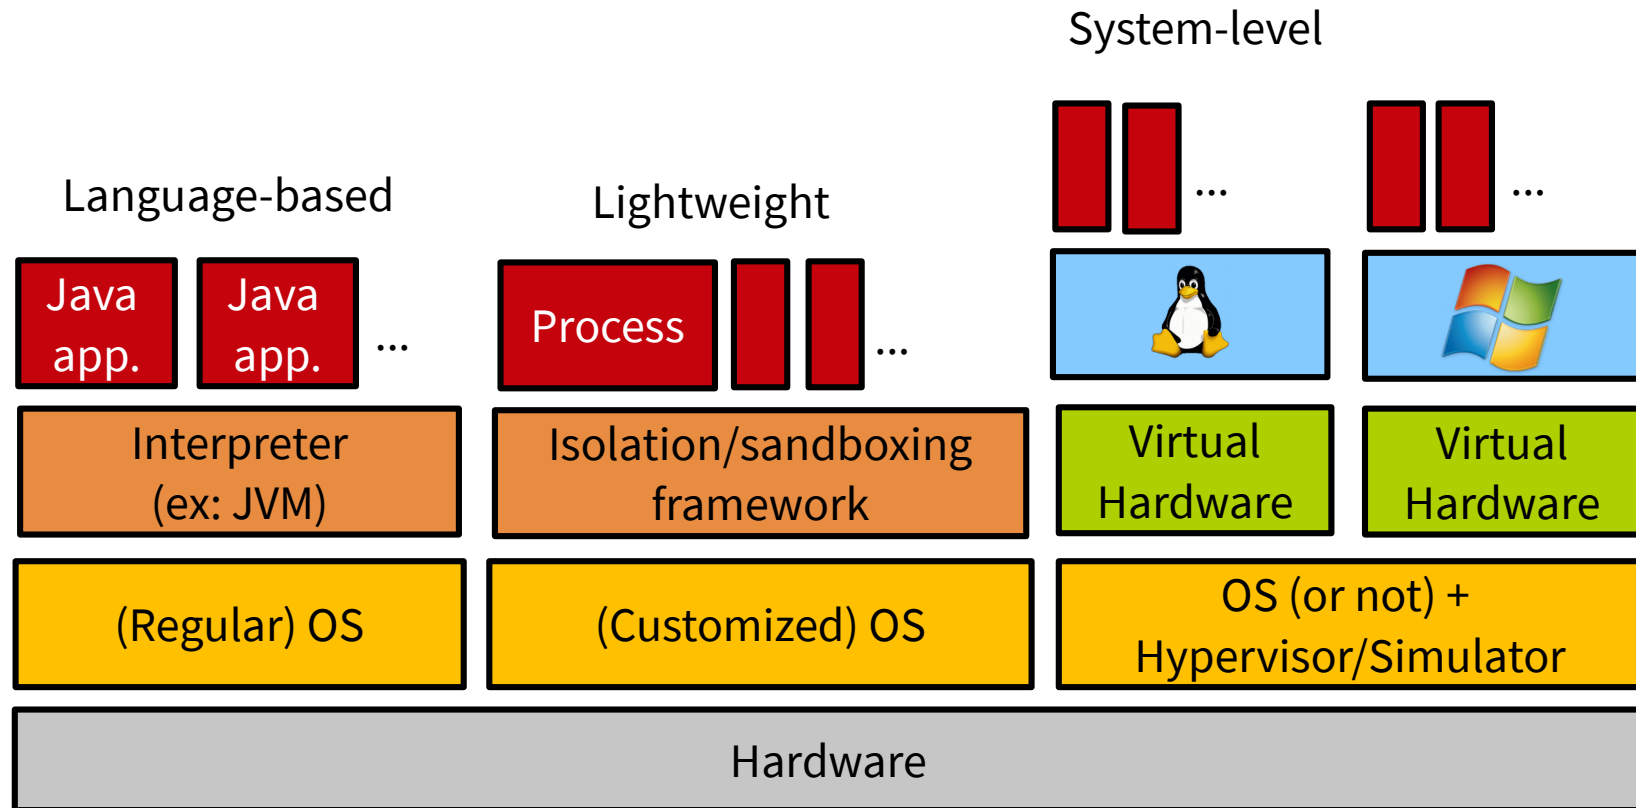 System-level
...
...
Language-based
Lightweight
Java
app.
Java
app.
...
Process
...
Interpreter
(ex: JVM)
Isolation/sandboxing
framework
Virtual
Hardware
Virtual
Hardware
(Regular) OS
(Customized) OS
OS (or not) +
Hypervisor/Simulator
Hardware